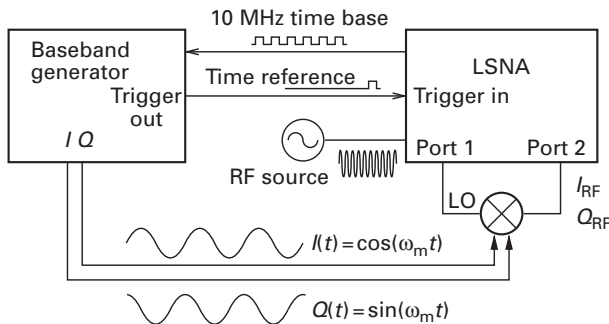 10 MHz time base
Baseband
generator
LSNA
Time reference
Trigger
out
Trigger in
I Q
RF source
Port 1
Port 2
LO
I_RF
Q_RF
I(t) = cos(ω_m t)
Q(t) = sin(ω_m t)